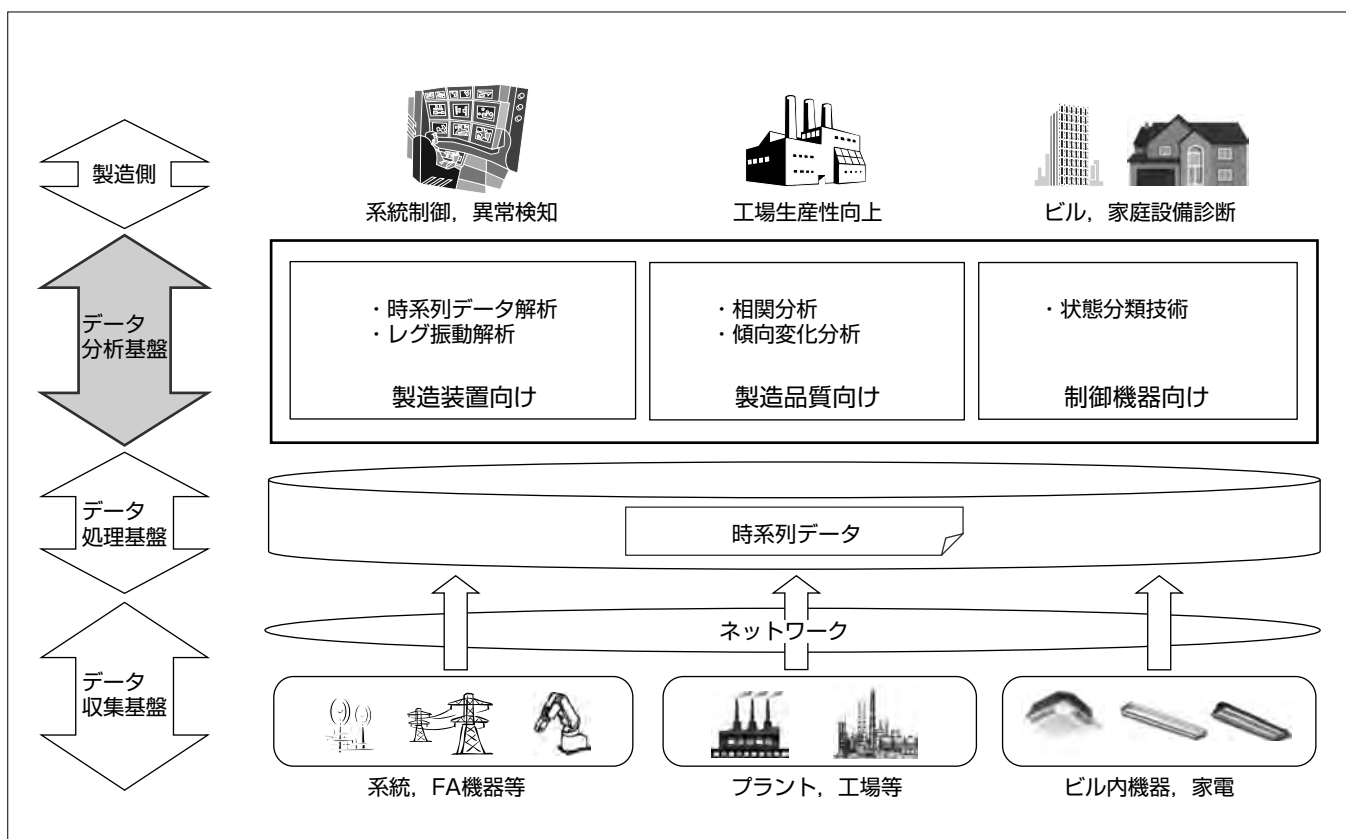 製造側
系統制御，異常検知
工場生産性向上
ビル，家庭設備診断
データ
分析基盤
・時系列データ解析
・レグ振動解析
製造装置向け
・相関分析
・傾向変化分析
製造品質向け
・状態分類技術
制御機器向け
データ
処理基盤
時系列データ
ネットワーク
データ
収集基盤
系統，FA機器等
プラント，工場等
ビル内機器，家電